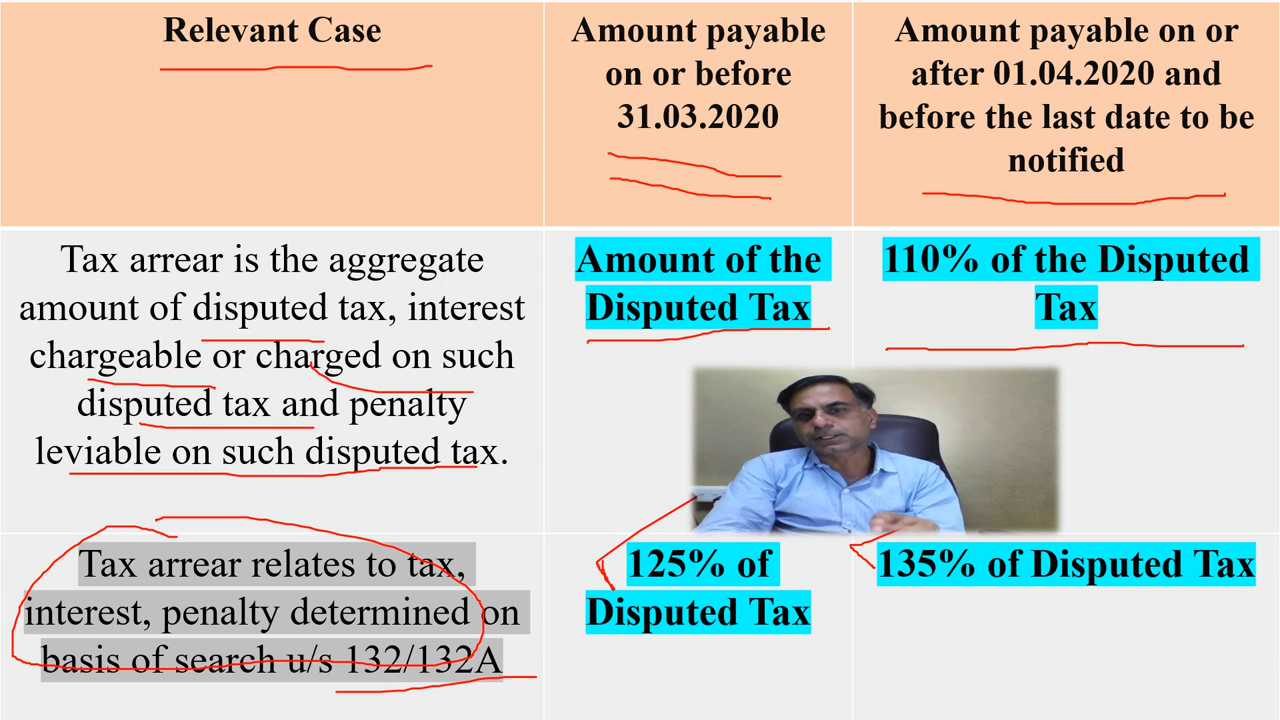 Relevant Case
Amount payable
on or before
31.03.2020
Amount payable on or
after 01.04.2020 and
before the last date to be
notified
Tax arrear is the aggregate
amount of disputed tax, interest
chargeable or charged on such
disputed tax and penalty
leviable on such disputed tax.
Amount of the
Disputed Tax
110% of the Disputed
Tax
Tax arrear relates to tax,
interest, penalty determined on
basis of search u/s 132/132A
125% of
Disputed Tax
135% of Disputed Tax